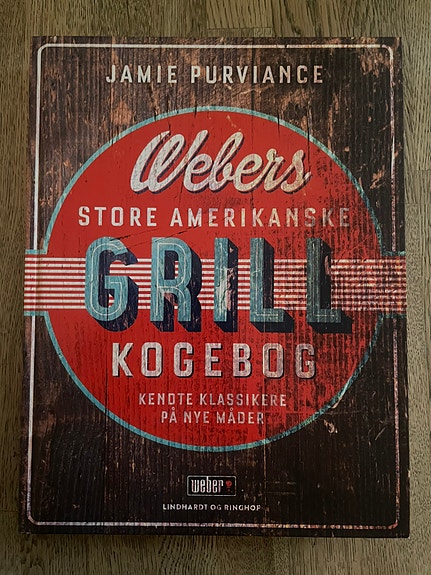 JAMIE PURVIANCE
Webers
STORE AMERIKANSKE
GRILL
KOGEBOG
KENDTE KLASSIKERE
PÅ NYE MÅDER
weber
LINDHARDT OG RINGHOF